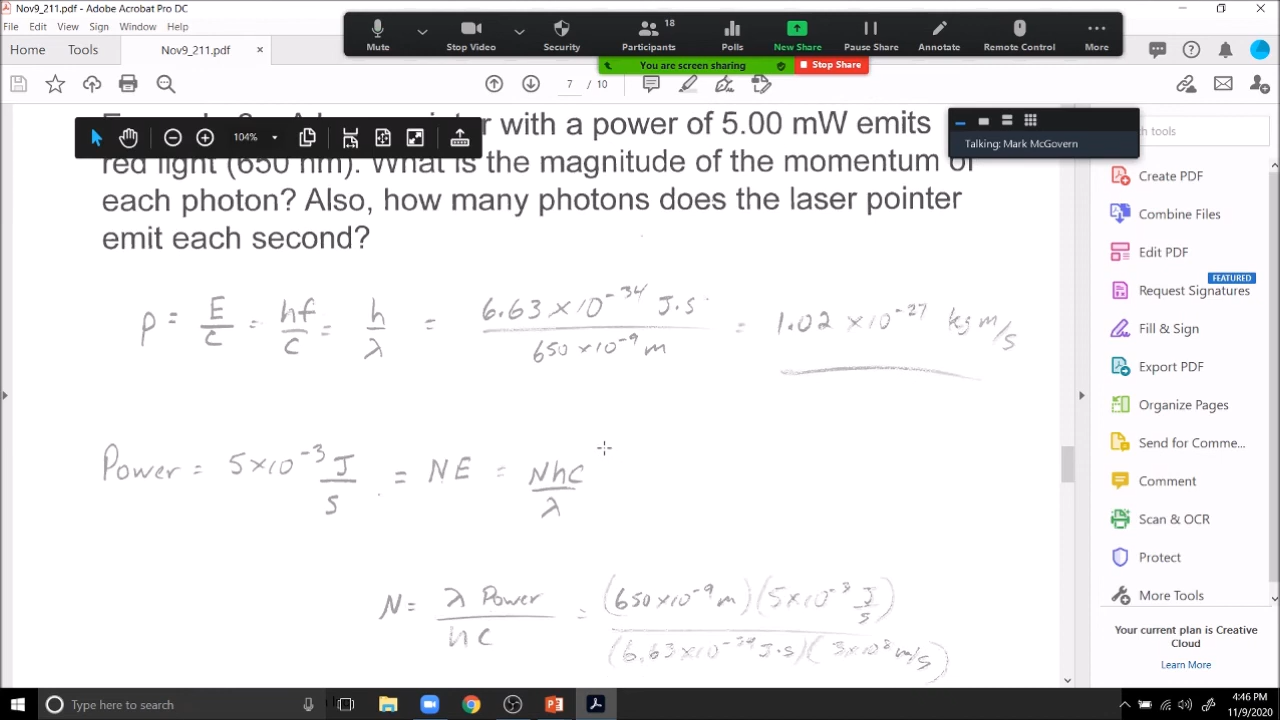 Nov9_211.pdf - Adobe Acrobat Pro DC
File Edit View Sign Window Help
Home Tools Nov9_211.pdf ×
Mute Stop Video Security 18 Participants Polls New Share Pause Share Annotate Remote Control More
You are screen sharing Stop Share
7 / 10
104%
Talking: Mark McGovern
with a power of 5.00 mW emits
red light (650 nm). What is the magnitude of the momentum of
each photon? Also, how many photons does the laser pointer
emit each second?
p = E/c = hf/c = h/λ = 6.63 ×10⁻³⁴ J·s / 650 ×10⁻⁹ m = 1.02 ×10⁻²⁷ kg m/s
Power = 5×10⁻³ J/s = NE = Nhc/λ
N = λ Power / hc = (650×10⁻⁹ m)(5×10⁻³ J/s) / (6.63×10⁻³⁴ J·s)(3×10⁸ m/s)
h tools
Create PDF
Combine Files
Edit PDF
FEATURED
Request Signatures
Fill & Sign
Export PDF
Organize Pages
Send for Comme...
Comment
Scan & OCR
Protect
More Tools
Your current plan is Creative
Cloud
Learn More
Type here to search
4:46 PM
11/9/2020